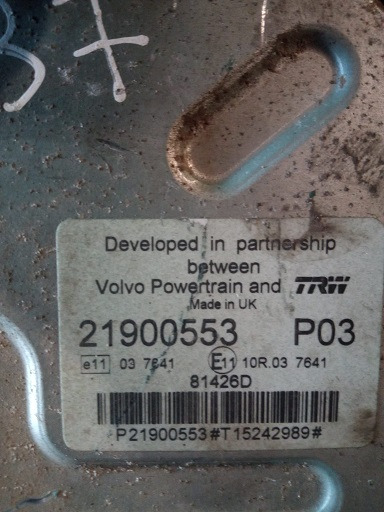 37
Developed in partnership
between
Volvo Powertrain and TRW
Made in UK
21900553 P03
e11 03 7641 E11 10R.03 7641
81426D
P21900553#T15242989#